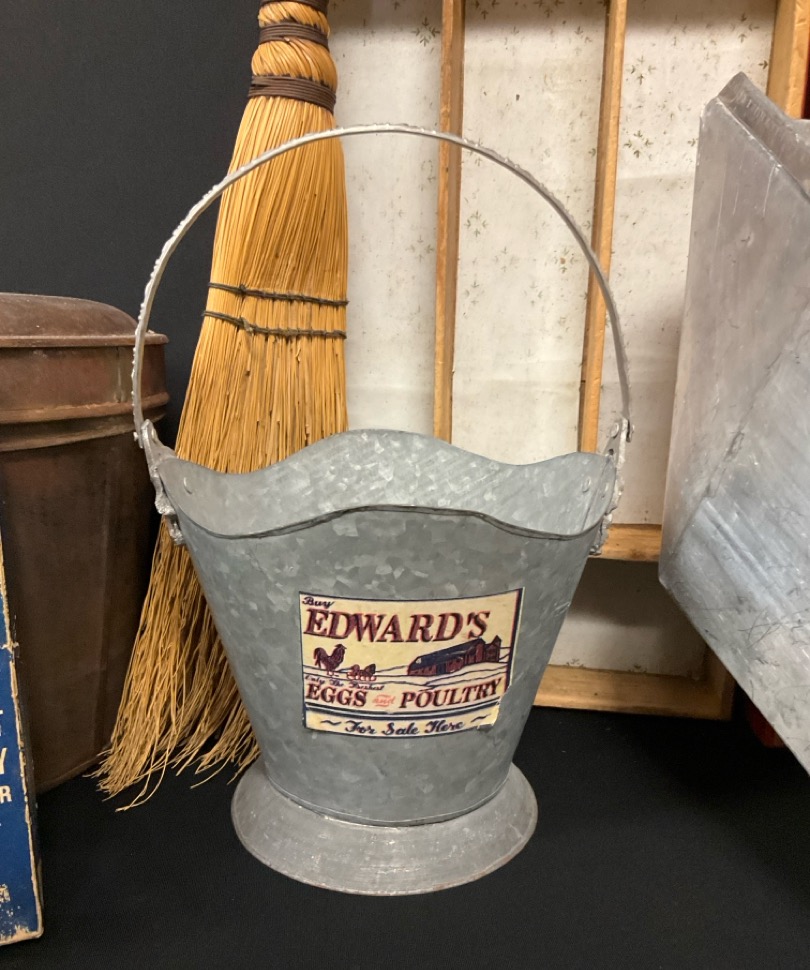 Buy
EDWARD'S
Only The Freshest
EGGS and POULTRY
~ For Sale Here ~
Y
R